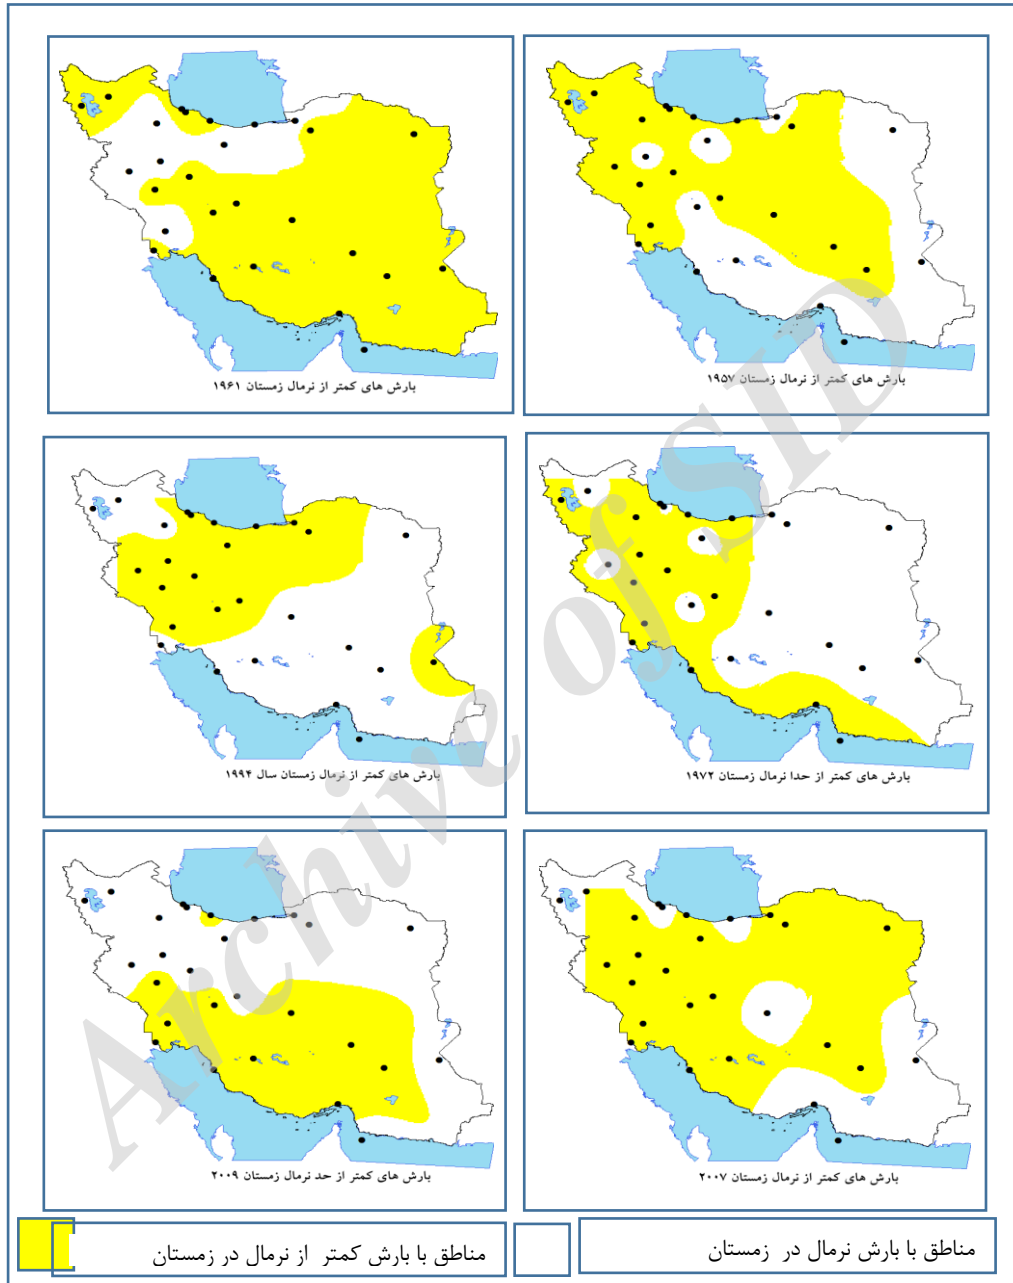 بارش های کمتر از نرمال زمستان ۱۹۵۷
بارش های کمتر از نرمال زمستان ۱۹۶۱
بارش های کمتر از حدا نرمال زمستان ۱۹۷۲
بارش های کمتر از نرمال زمستان سال ۱۹۹۴
بارش های کمتر از نرمال زمستان ۲۰۰۷
بارش های کمتر از حد نرمال زمستان ۲۰۰۹
مناطق با بارش نرمال در زمستان
مناطق با بارش کمتر از نرمال در زمستان
Archive of SID